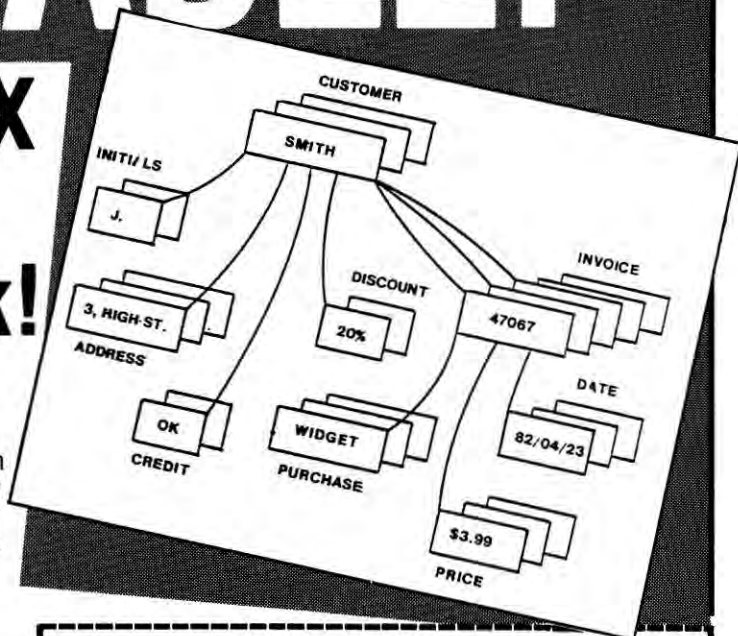 X
x!
CUSTOMER
SMITH
INITI/LS
J.
INVOICE
47067
DISCOUNT
20%
3, HIGH-ST.
ADDRESS
DATE
82/04/23
OK
CREDIT
WIDGET
PURCHASE
$3.99
PRICE